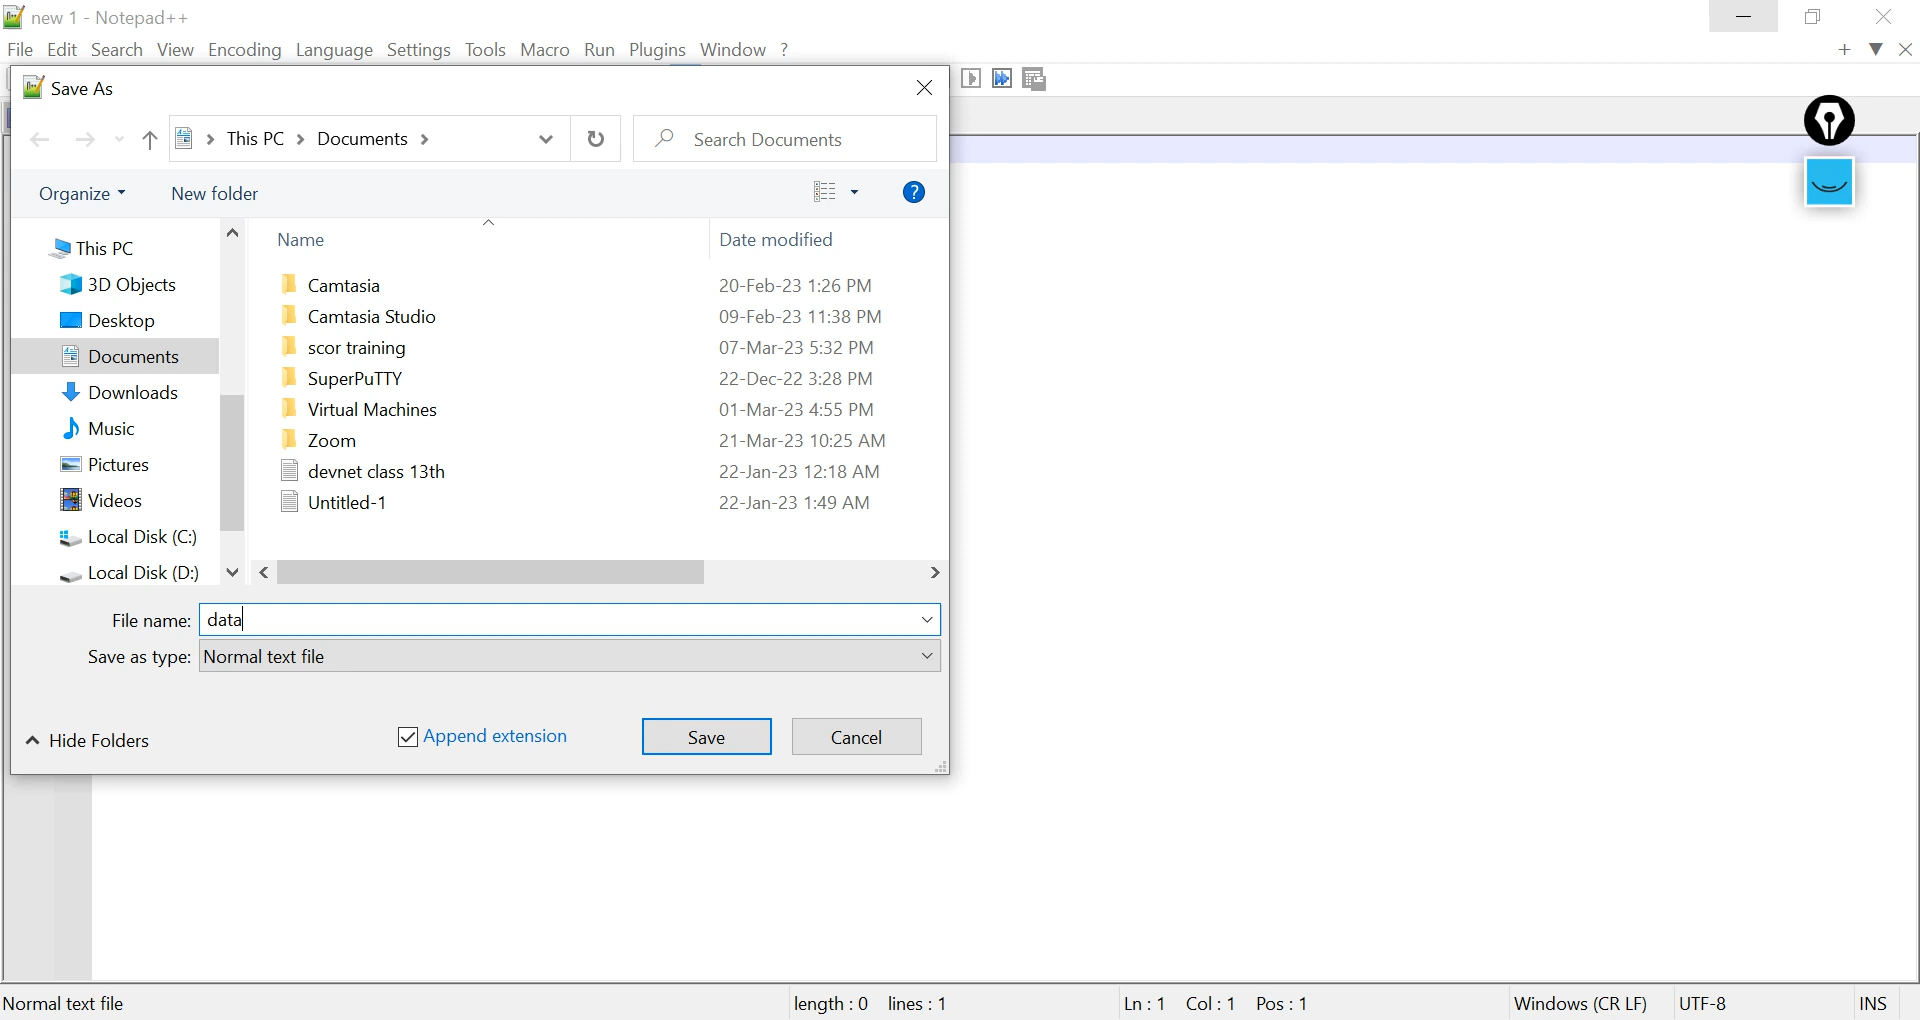 new 1 - Notepad++
File Edit Search View Encoding Language Settings Tools Macro Run Plugins Window ?
Save As
This PC Documents
Search Documents
Organize New folder
Name Date modified
This PC
3D Objects
Desktop
Documents
Downloads
Music
Pictures
Videos
Local Disk (C:)
Local Disk (D:)
Camtasia 20-Feb-23 1:26 PM
Camtasia Studio 09-Feb-23 11:38 PM
scor training 07-Mar-23 5:32 PM
SuperPuTTY 22-Dec-22 3:28 PM
Virtual Machines 01-Mar-23 4:55 PM
Zoom 21-Mar-23 10:25 AM
devnet class 13th 22-Jan-23 12:18 AM
Untitled-1 22-Jan-23 1:49 AM
File name: data
Save as type: Normal text file
Hide Folders Append extension Save Cancel
Normal text file length : 0 lines : 1 Ln : 1 Col : 1 Pos : 1 Windows (CR LF) UTF-8 INS